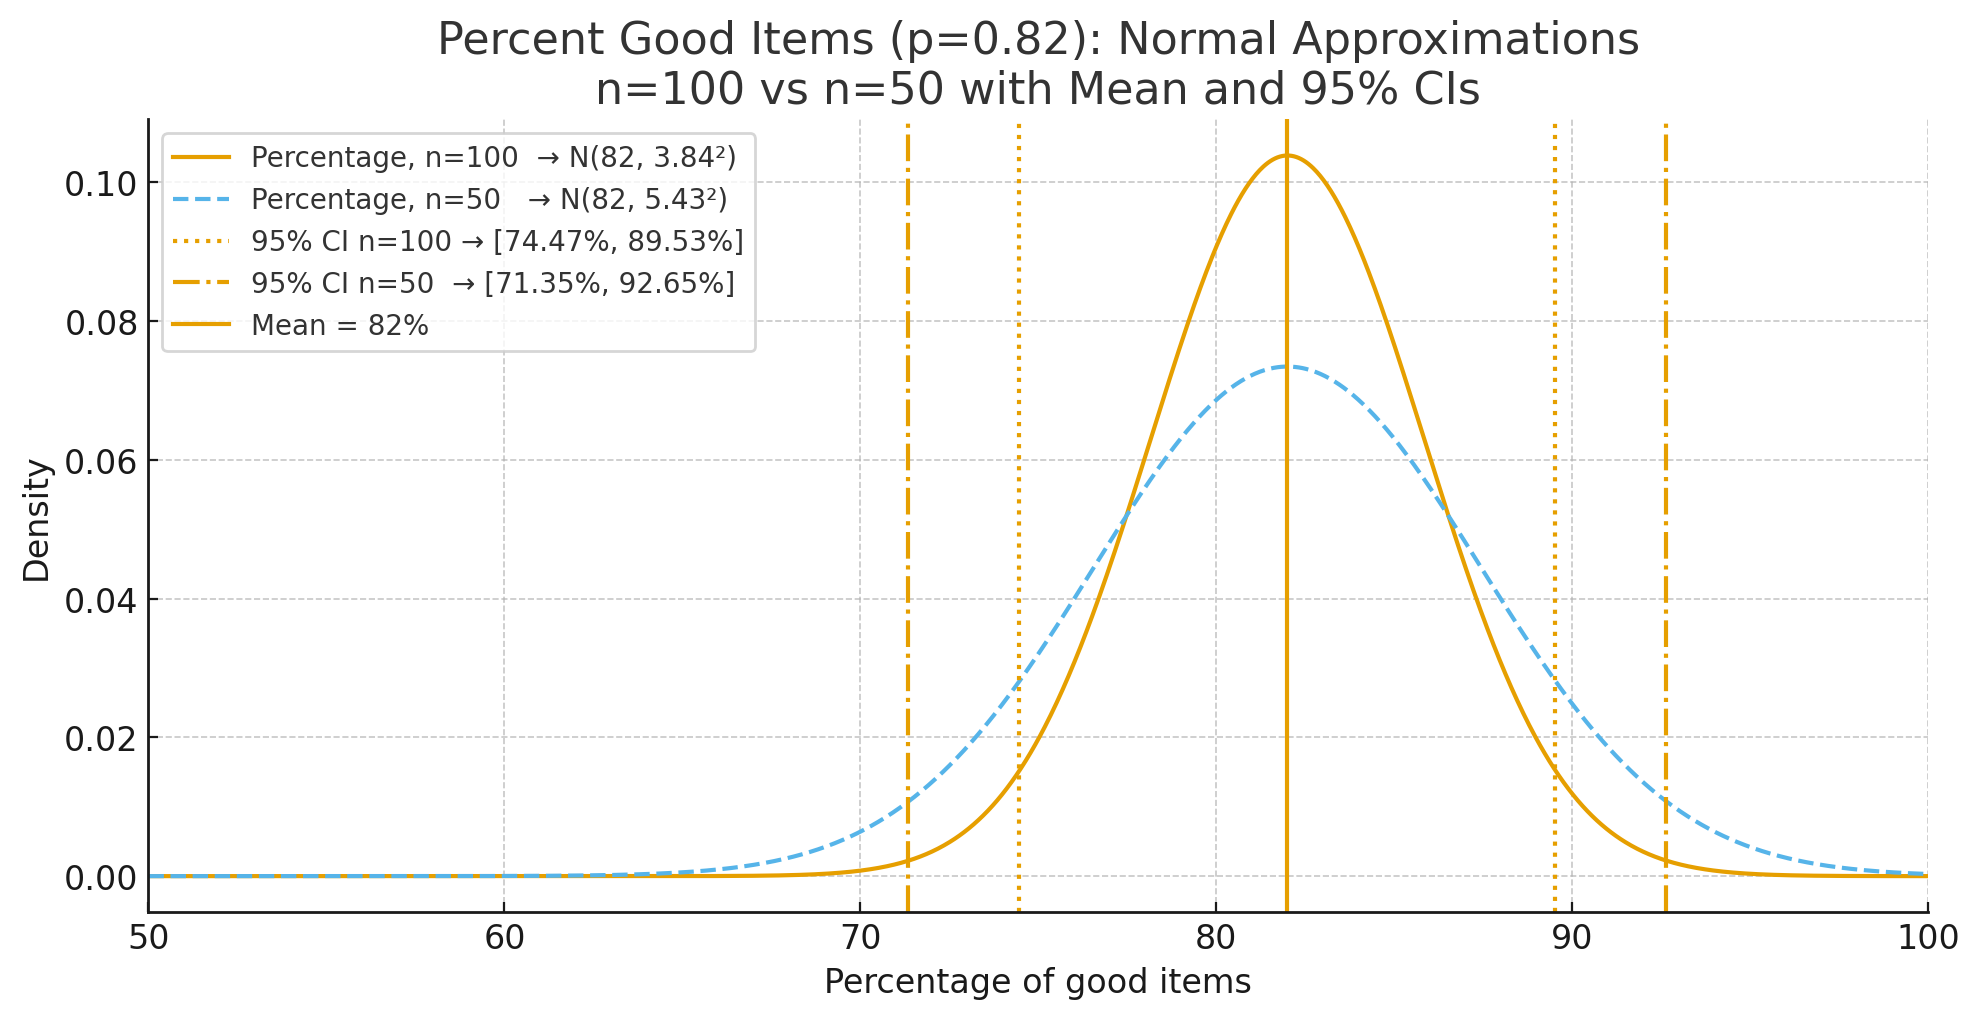 Percent Good Items (p=0.82): Normal Approximations
n=100 vs n=50 with Mean and 95% CIs
Percentage, n=100 → N(82, 3.84²)
Percentage, n=50 → N(82, 5.43²)
95% CI n=100 → [74.47%, 89.53%]
95% CI n=50 → [71.35%, 92.65%]
Mean = 82%
0.10
0.08
0.06
0.04
0.02
0.00
Density
50 60 70 80 90 100
Percentage of good items